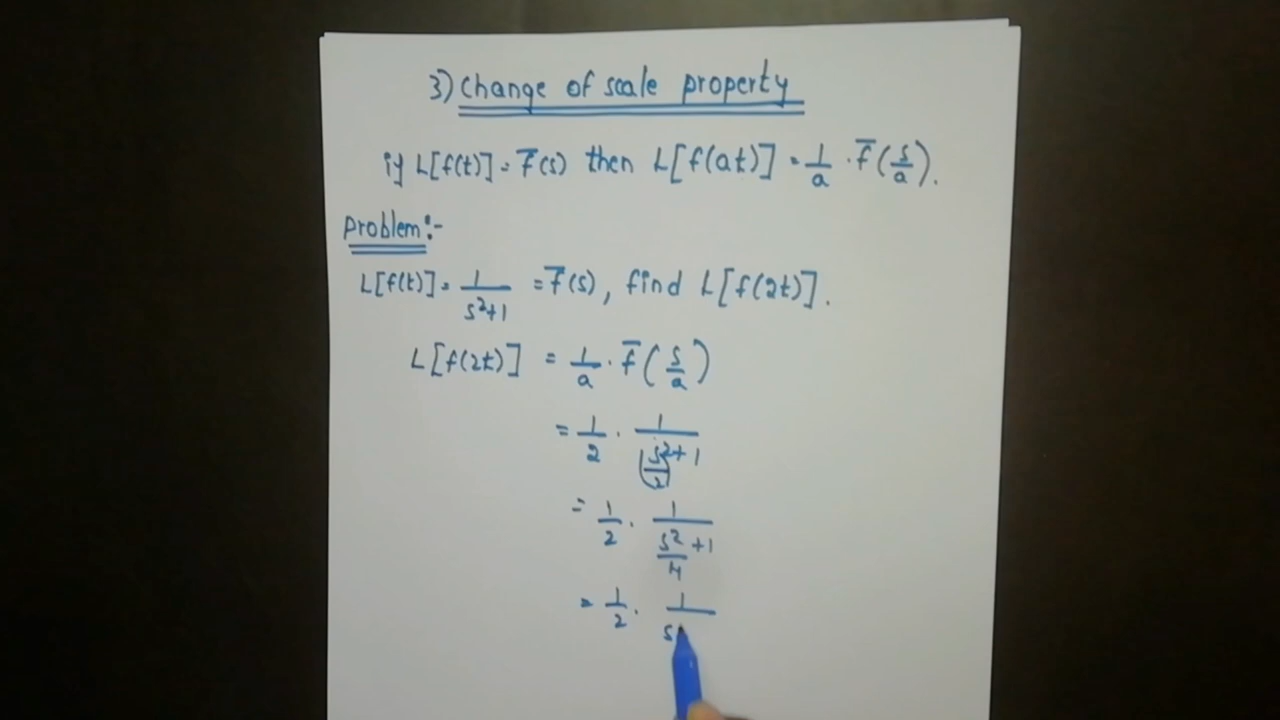 3) Change of scale property
if L[f(t)] = f̅(s) then L[f(at)] = 1/a · f̅(s/a).
Problem:-
L[f(t)] = 1/(s²+1) = f̅(s), find L[f(2t)].
L[f(2t)] = 1/a · f̅(s/a)
= 1/2 · 1/((s/2)²+1)
= 1/2 · 1/(s²/4 +1)
= 1/2 · 1/s